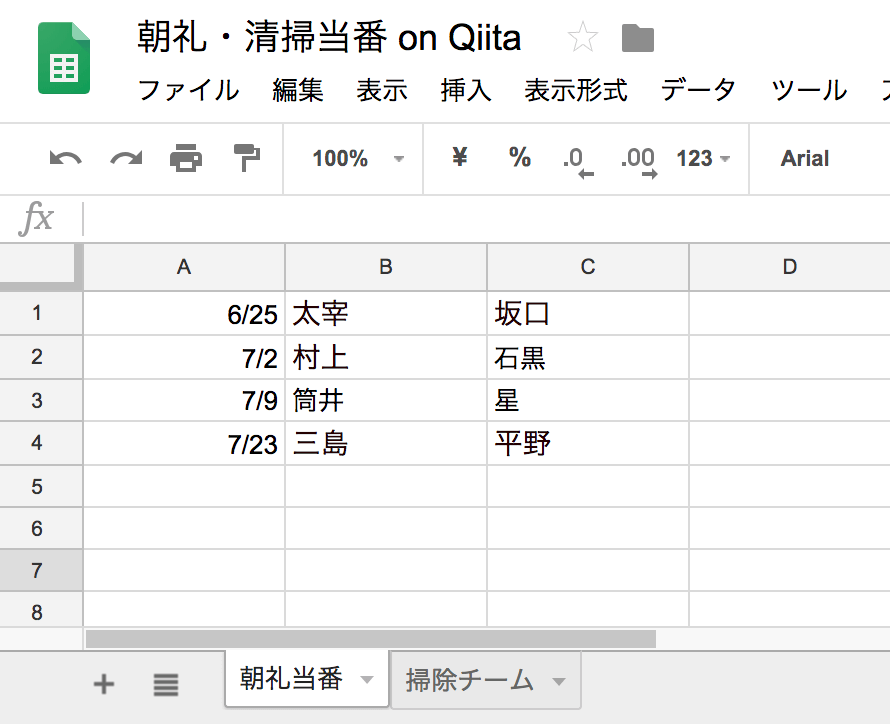 朝礼・清掃当番 on Qiita
ファイル 編集 表示 挿入 表示形式 データ ツール
100% ¥ % .0 .00 123 Arial
fx
A B C D
1 6/25 太宰 坂口
2 7/2 村上 石黒
3 7/9 筒井 星
4 7/23 三島 平野
5
6
7
8
朝礼当番 掃除チーム